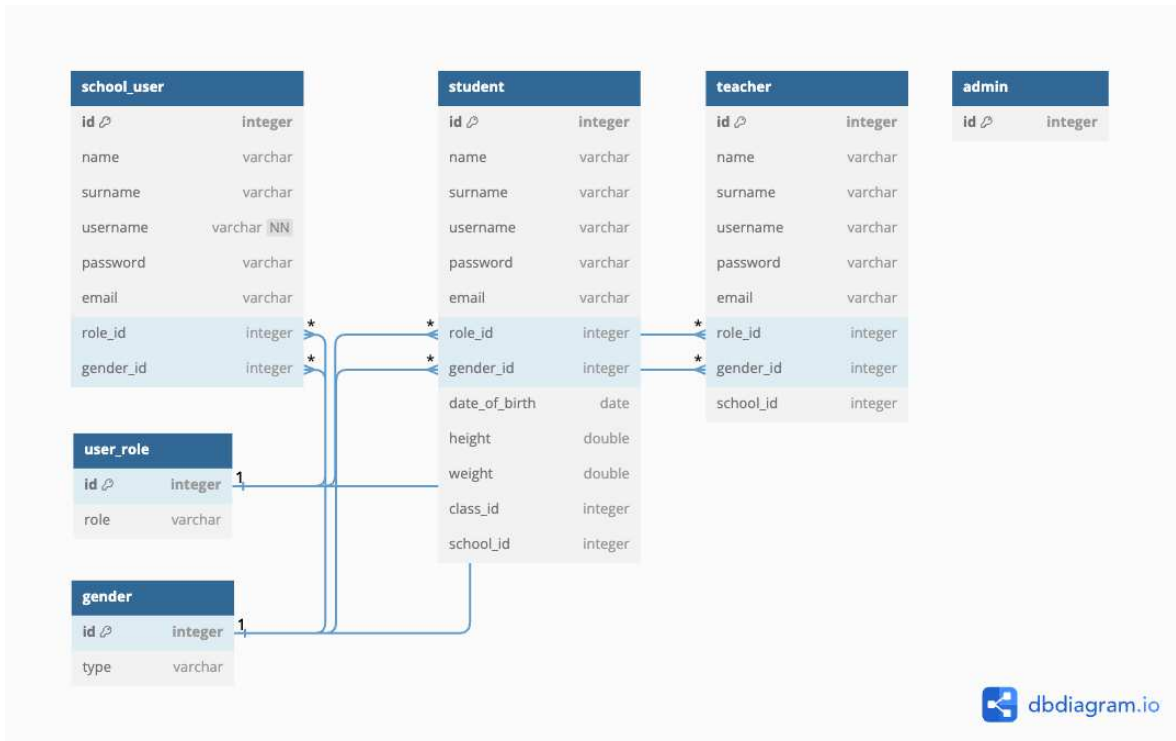 school_user
id integer
name varchar
surname varchar
username varchar NN
password varchar
email varchar
role_id integer *
gender_id integer *
student
id integer
name varchar
surname varchar
username varchar
password varchar
email varchar
* role_id integer
* gender_id integer
date_of_birth date
height double
weight double
class_id integer
school_id integer
teacher
id integer
name varchar
surname varchar
username varchar
password varchar
email varchar
* role_id integer
* gender_id integer
school_id integer
admin
id integer
user_role
id integer 1
role varchar
gender
id integer 1
type varchar
dbdiagram.io